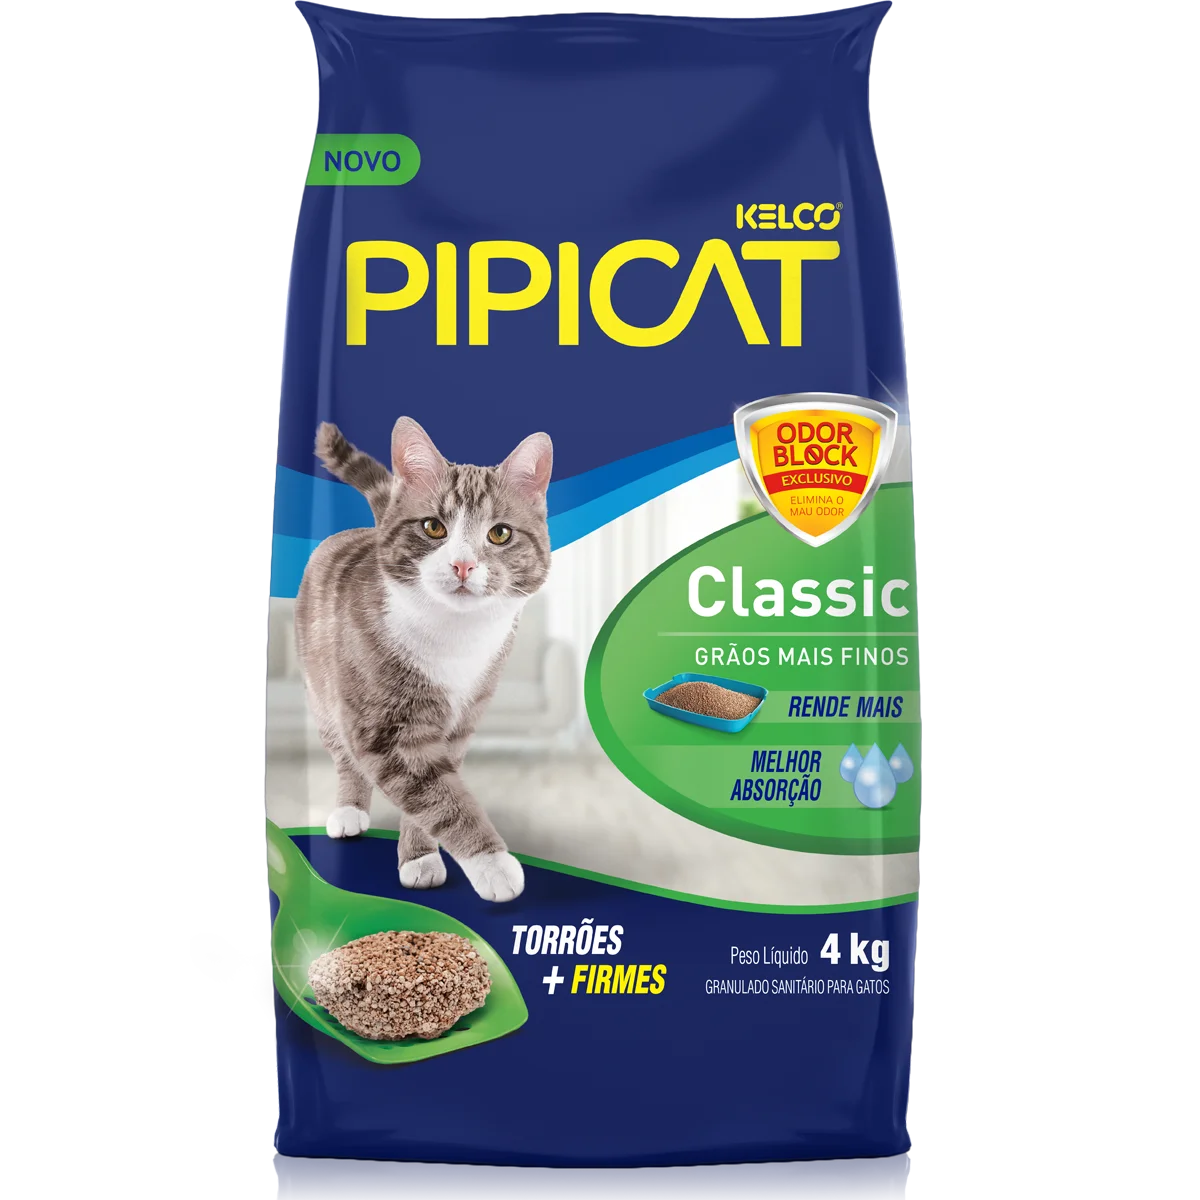 NOVO
KELCO®
PIPICAT
ODOR
BLOCK
EXCLUSIVO
ELIMINA O
MAU ODOR
Classic
GRÃOS MAIS FINOS
RENDE MAIS
MELHOR
ABSORÇÃO
TORRÕES
+ FIRMES
Peso Líquido 4 kg
GRANULADO SANITÁRIO PARA GATOS